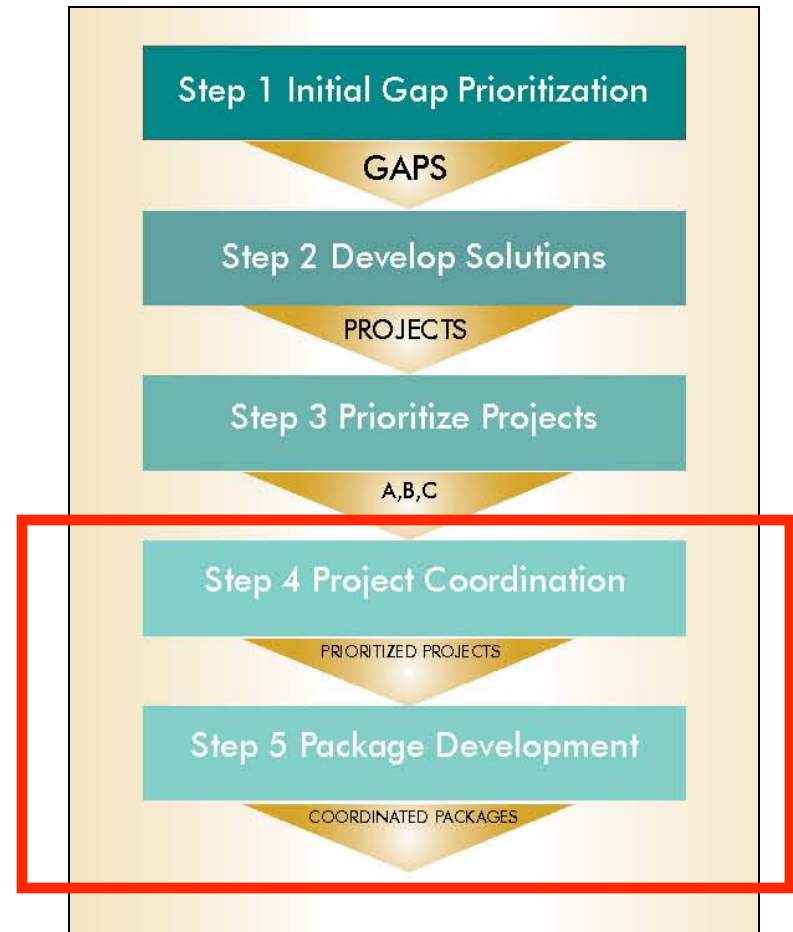 Step 1 Initial Gap Prioritization
GAPS
Step 2 Develop Solutions
PROJECTS
Step 3 Prioritize Projects
A,B,C
Step 4 Project Coordination
PRIORITIZED PROJECTS
Step 5 Package Development
COORDINATED PACKAGES